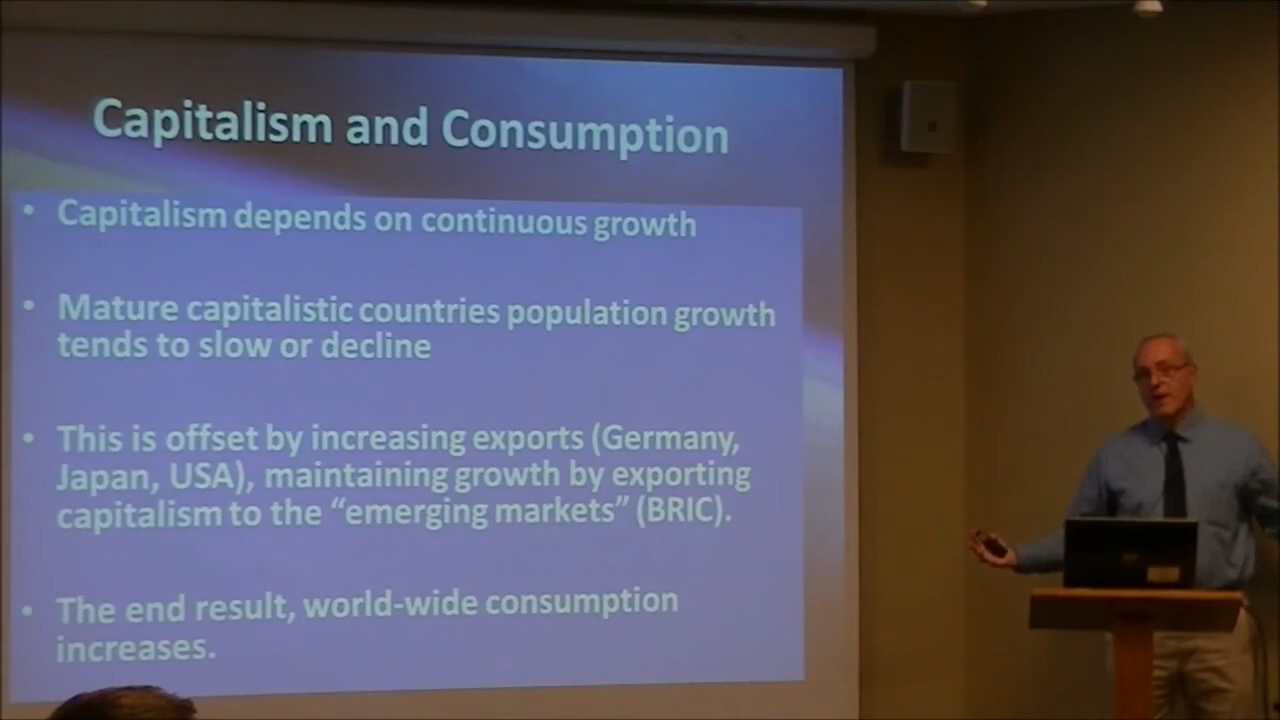 Capitalism and Consumption
• Capitalism depends on continuous growth
• Mature capitalistic countries population growth
tends to slow or decline
• This is offset by increasing exports (Germany,
Japan, USA), maintaining growth by exporting
capitalism to the “emerging markets” (BRIC).
• The end result, world-wide consumption
increases.